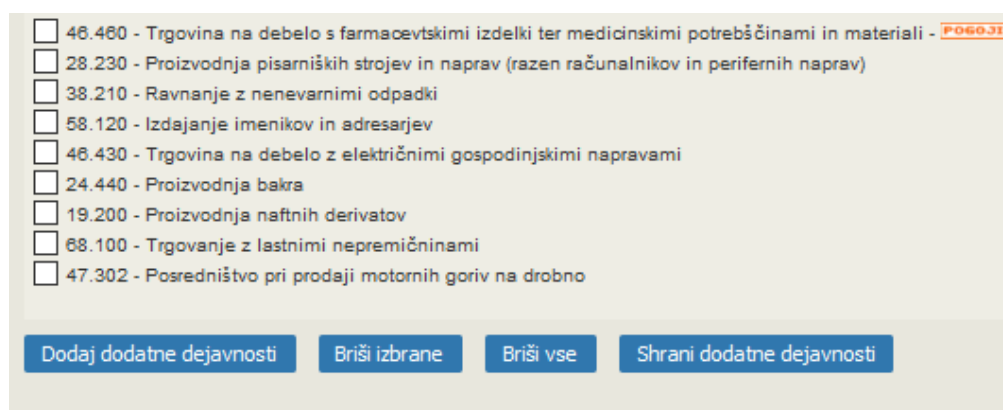 46.460 - Trgovina na debelo s farmacevtskimi izdelki ter medicinskimi potrebščinami in materiali - POGOJI
28.230 - Proizvodnja pisarniških strojev in naprav (razen računalnikov in perifernih naprav)
38.210 - Ravnanje z nenevarnimi odpadki
58.120 - Izdajanje imenikov in adresarjev
46.430 - Trgovina na debelo z električnimi gospodinjskimi napravami
24.440 - Proizvodnja bakra
19.200 - Proizvodnja naftnih derivatov
68.100 - Trgovanje z lastnimi nepremičninami
47.302 - Posredništvo pri prodaji motornih goriv na drobno
Dodaj dodatne dejavnosti Briši izbrane Briši vse Shrani dodatne dejavnosti